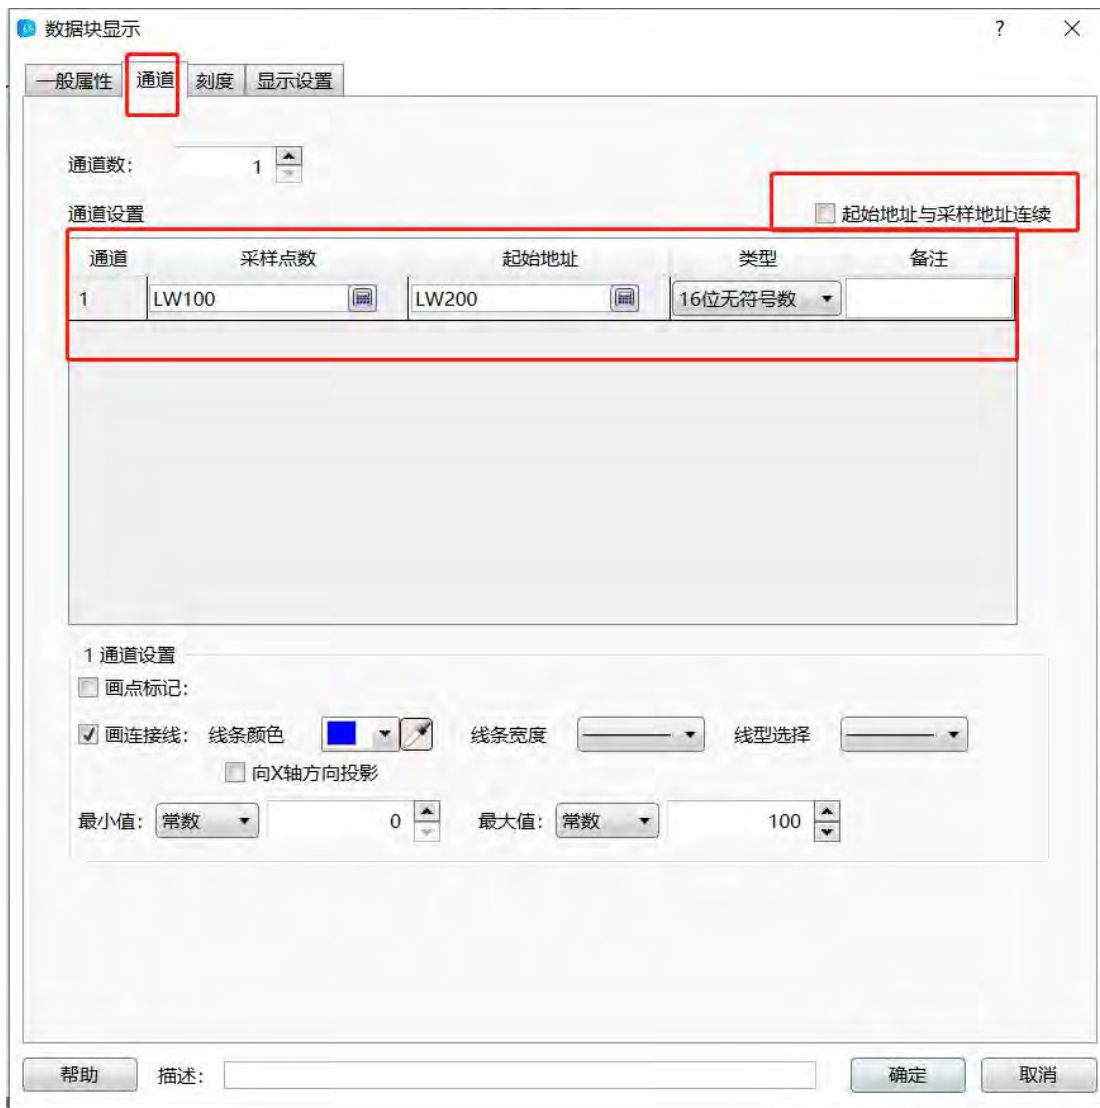 数据块显示 ?
一般属性 通道 刻度 显示设置
通道数: 1
通道设置 起始地址与采样地址连续
通道 采样点数 起始地址 类型 备注
1 LW100 LW200 16位无符号数
1 通道设置
画点标记:
画连接线: 线条颜色 线条宽度 线型选择
向X轴方向投影
最小值: 常数 0 最大值: 常数 100
帮助 描述: 确定 取消